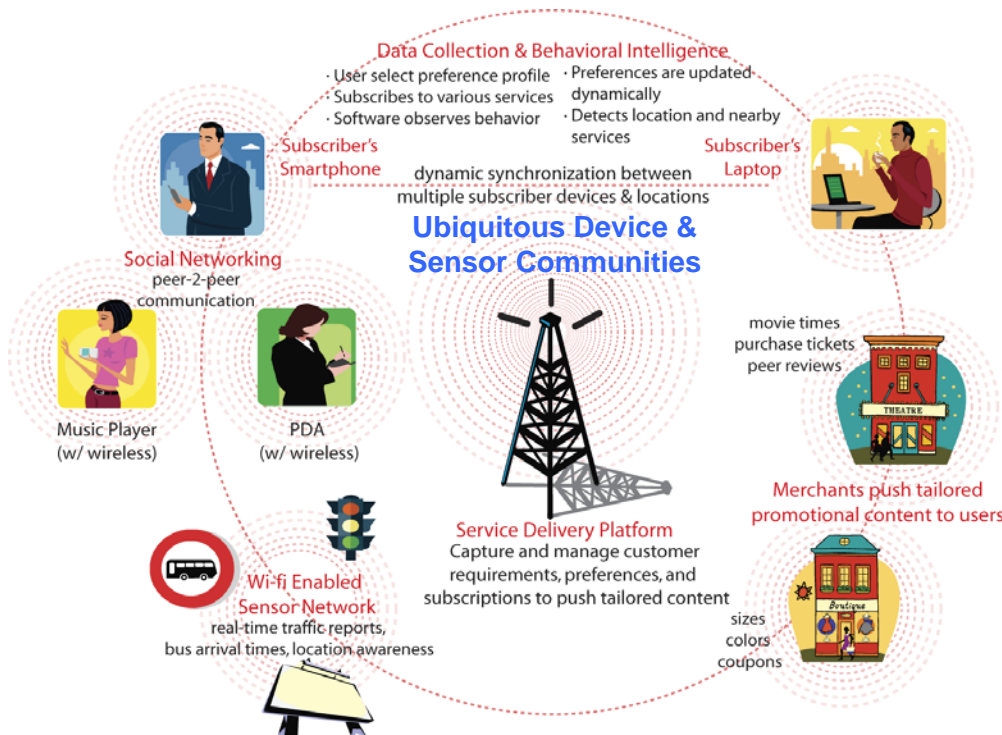 Data Collection & Behavioral Intelligence
· User select preference profile
· Subscribes to various services
· Software observes behavior
· Preferences are updated
dynamically
· Detects location and nearby
services
Subscriber's
Smartphone
Subscriber's
Laptop
dynamic synchronization between
multiple subscriber devices & locations
Ubiquitous Device &
Sensor Communities
Social Networking
peer-2-peer
communication
Music Player
(w/ wireless)
PDA
(w/ wireless)
movie times
purchase tickets
peer reviews
THEATRE
Merchants push tailored
promotional content to users
Service Delivery Platform
Capture and manage customer
requirements, preferences, and
subscriptions to push tailored content
Wi-fi Enabled
Sensor Network
real-time traffic reports,
bus arrival times, location awareness
Boutique
sizes
colors
coupons